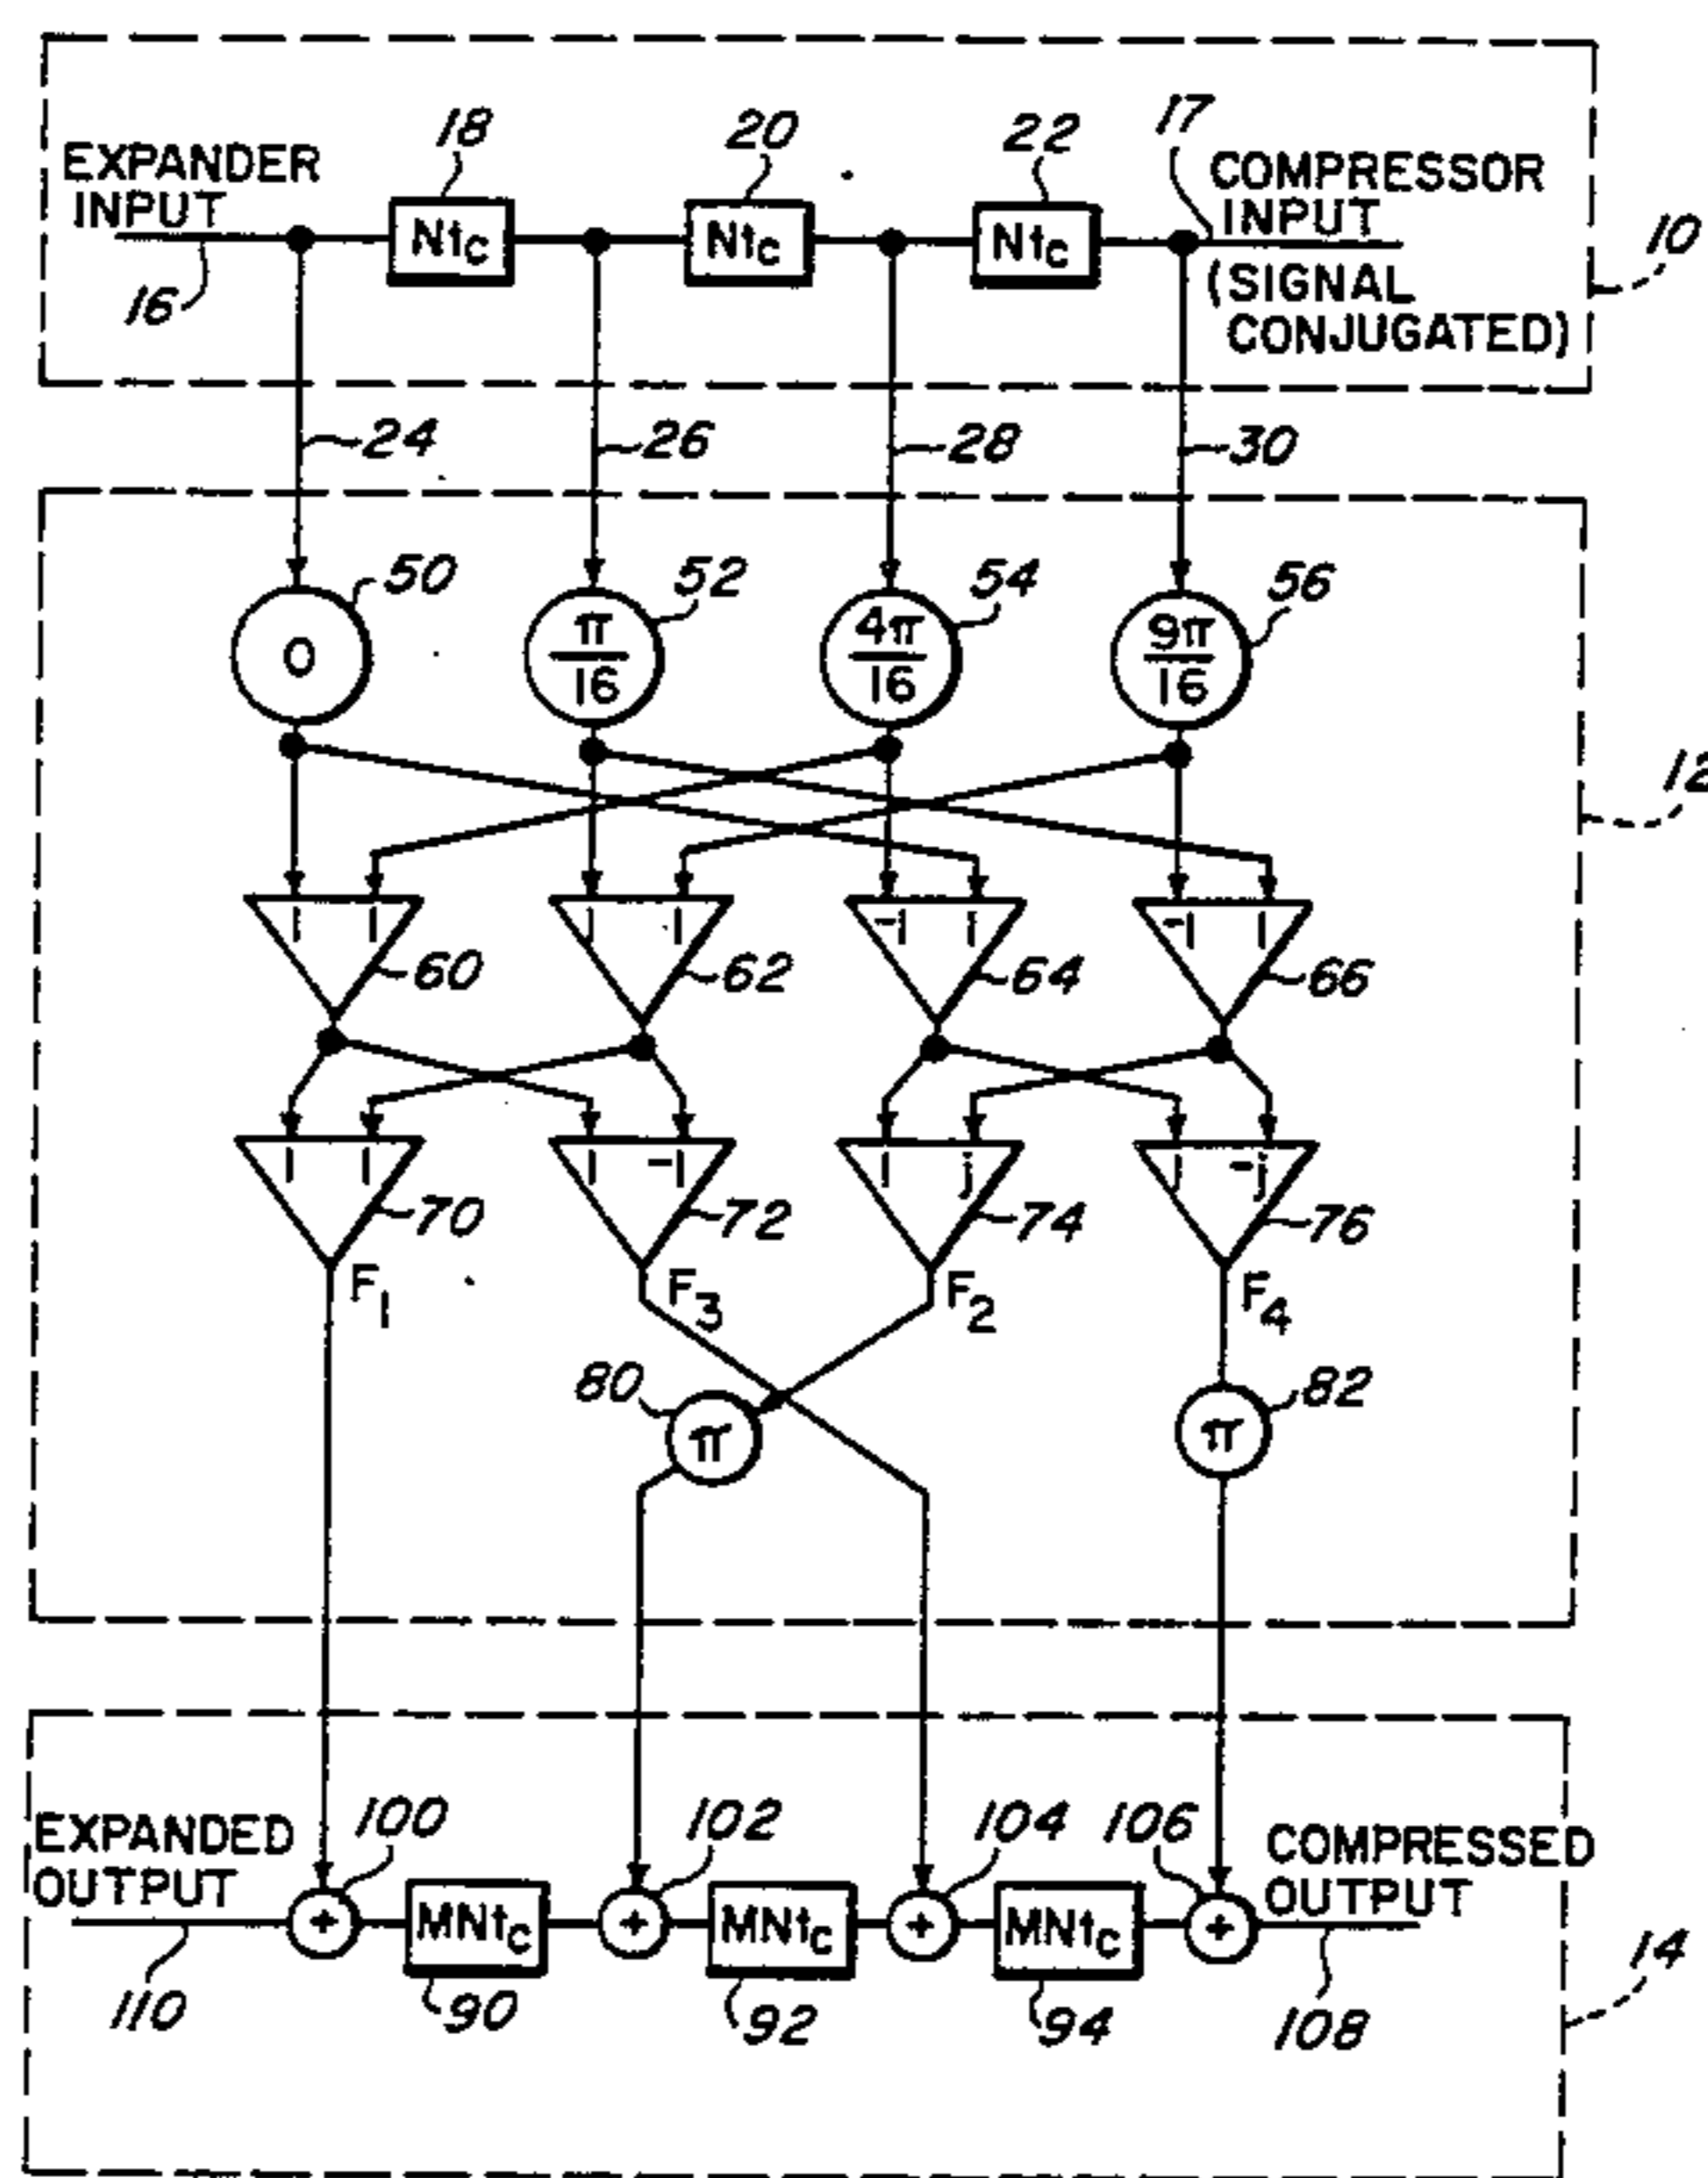 18 20 22 17
EXPANDER
INPUT
Ntc Ntc Ntc
COMPRESSOR
INPUT
(SIGNAL
CONJUGATED)
16 10
24 26 28 30
50 52 54 56
0 π/16 4π/16 9π/16
12
1 1 1 1 -1 1 -1 1
60 62 64 66
1 1 1 -1 1 j 1 -j
70 72 74 76
F1 F3 F2 F4
80 π π 82
100 102 104 106
EXPANDED
OUTPUT
+ MNtc + MNtc + MNtc +
COMPRESSED
OUTPUT
110 90 92 94 108 14